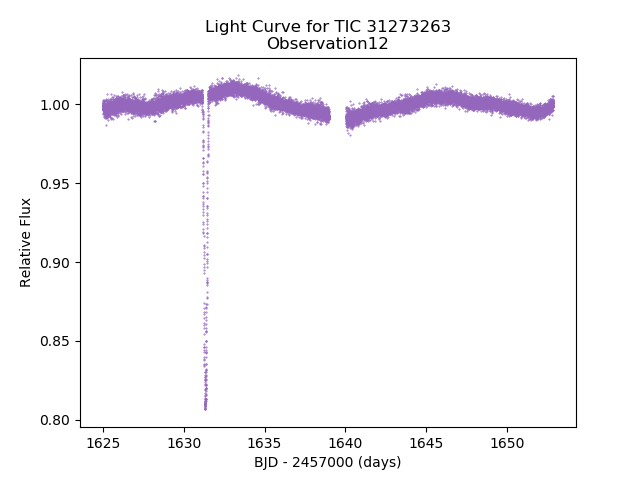 Light Curve for TIC 31273263
Observation12
1.00
0.95
0.90
0.85
0.80
Relative Flux
1625
1630
1635
1640
1645
1650
BJD - 2457000 (days)